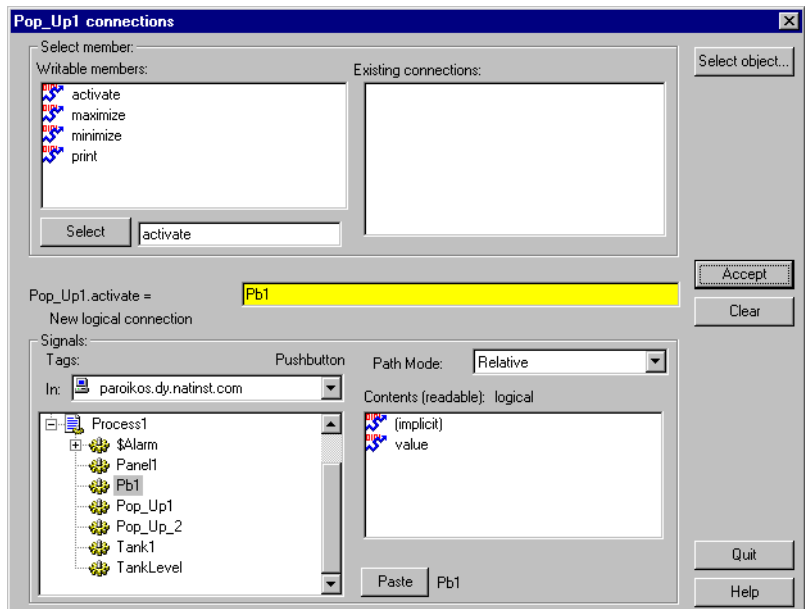 Pop_Up1 connections
Select member:
Writable members:
Existing connections:
Select object...
activate
maximize
minimize
print
Select
activate
Accept
Pop_Up1.activate =
Pb1
New logical connection
Clear
Signals:
Tags:
Pushbutton
Path Mode:
Relative
In:
paroikos.dy.natinst.com
Contents (readable): logical
Process1
$Alarm
Panel1
Pb1
Pop_Up1
Pop_Up_2
Tank1
TankLevel
(implicit)
value
Paste
Pb1
Quit
Help